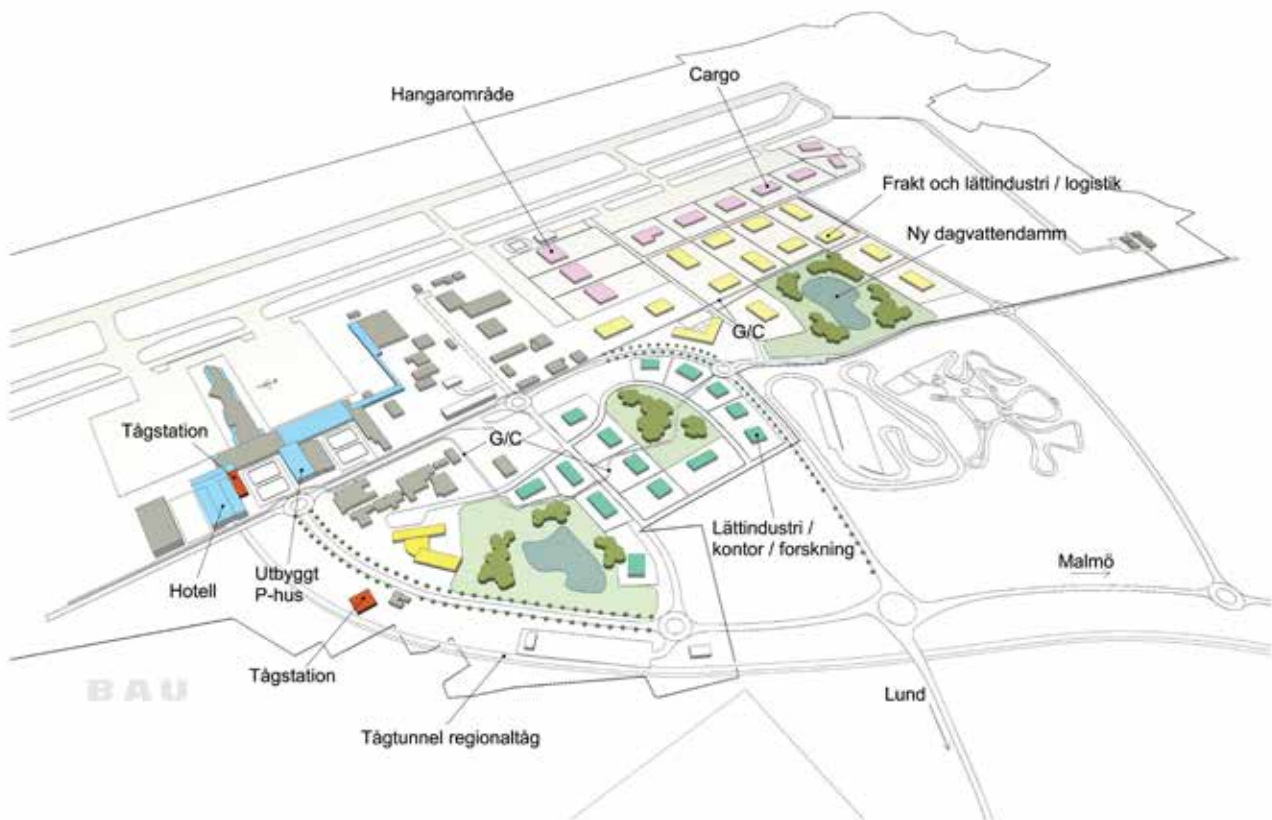 Cargo
Hangarområde
Frakt och lättindustri / logistik
Ny dagvattendamm
G/C
Tågstation
G/C
Lättindustri /
kontor / forskning
Malmö
Hotell
Utbyggt
P-hus
Tågstation
BAU
Lund
Tågtunnel regionaltåg